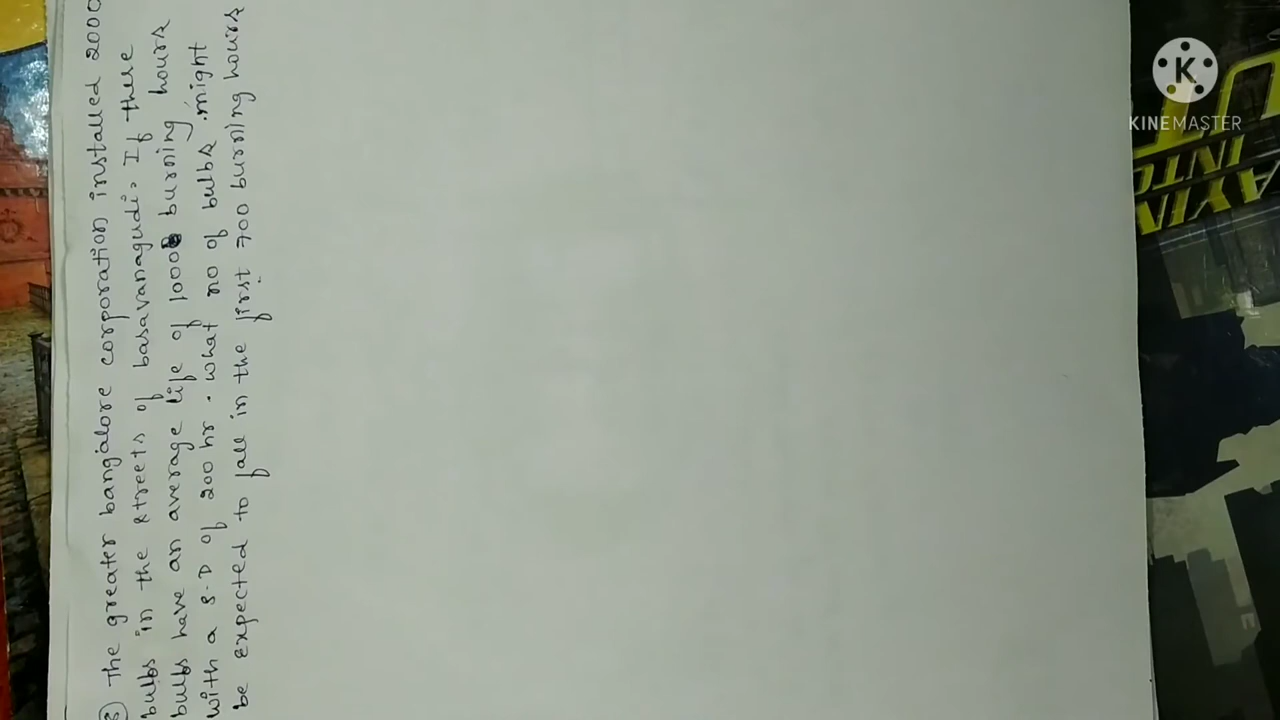 ③ The greater bangalore corporation installed 2000
bulbs in the streets of basavanagudi. If these
bulbs have an average life of 1000 burning hours
with a S.D of 200 hr. what no of bulbs might
be expected to fall in the first 700 burning hours
KINEMASTER